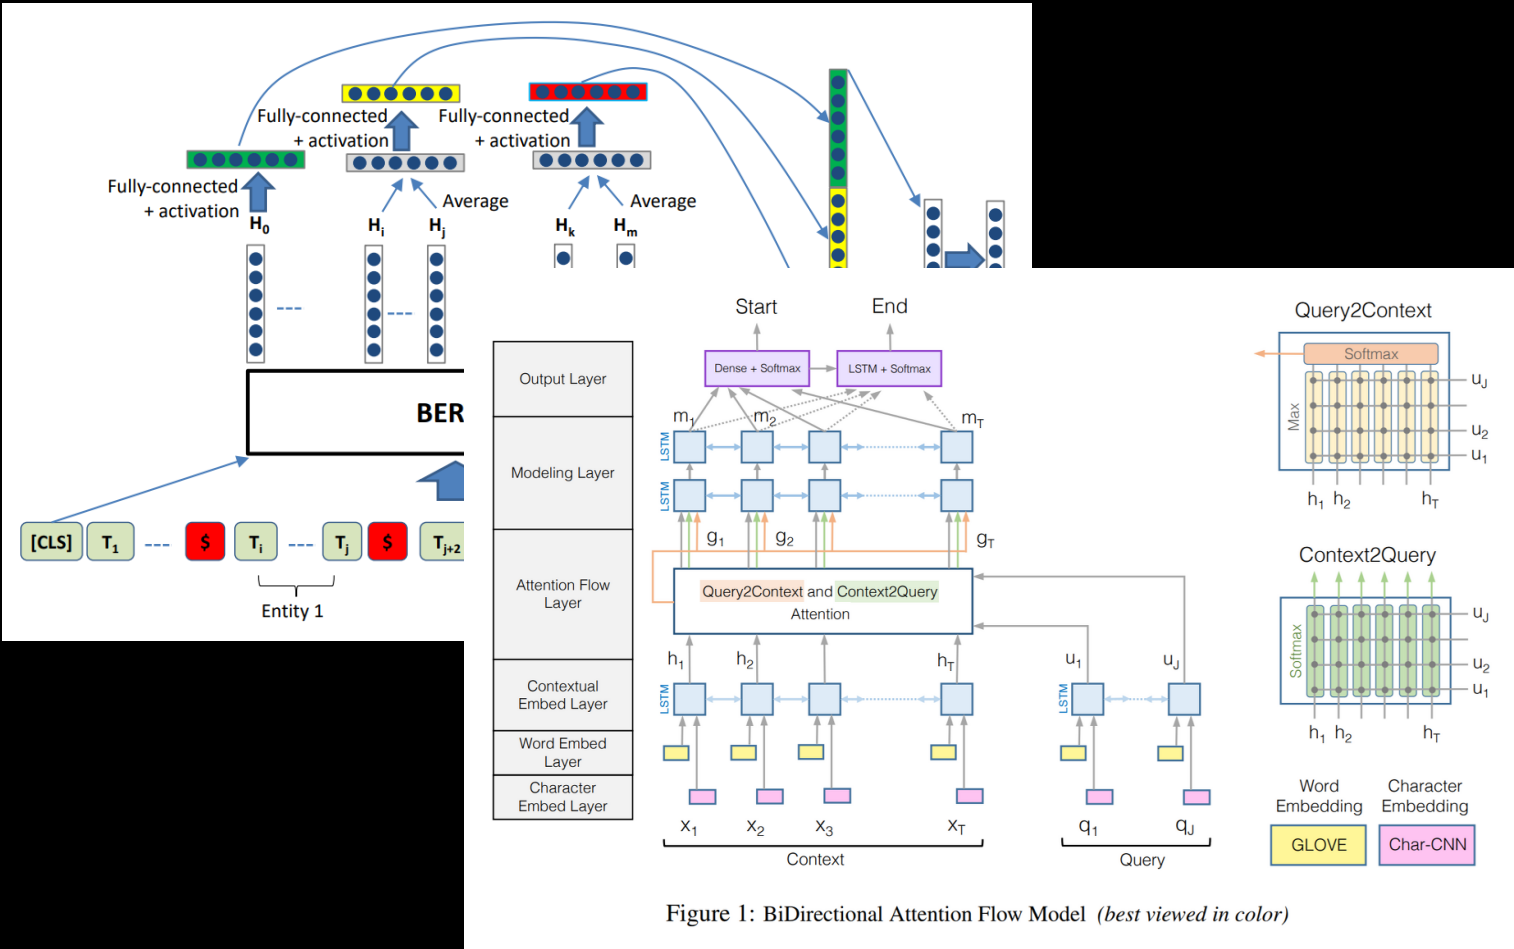 Fully-connected
+ activation
Fully-connected
+ activation
Fully-connected
+ activation
Average
Average
H0
Hi
Hj
Hk
Hm
BER
[CLS]
T1
$
Ti
Tj
$
Tj+2
Entity 1
Start
End
Output Layer
Dense + Softmax
LSTM + Softmax
m1
m2
mT
LSTM
Modeling Layer
LSTM
g1
g2
gT
Attention Flow
Layer
Query2Context and Context2Query
Attention
h1
h2
hT
u1
uJ
Contextual
Embed Layer
LSTM
LSTM
Word Embed
Layer
Character
Embed Layer
x1
x2
x3
xT
q1
qJ
Context
Query
Query2Context
Softmax
Max
uJ
u2
u1
h1
h2
hT
Context2Query
Softmax
uJ
u2
u1
h1
h2
hT
Word
Embedding
Character
Embedding
GLOVE
Char-CNN
Figure 1: BiDirectional Attention Flow Model (best viewed in color)